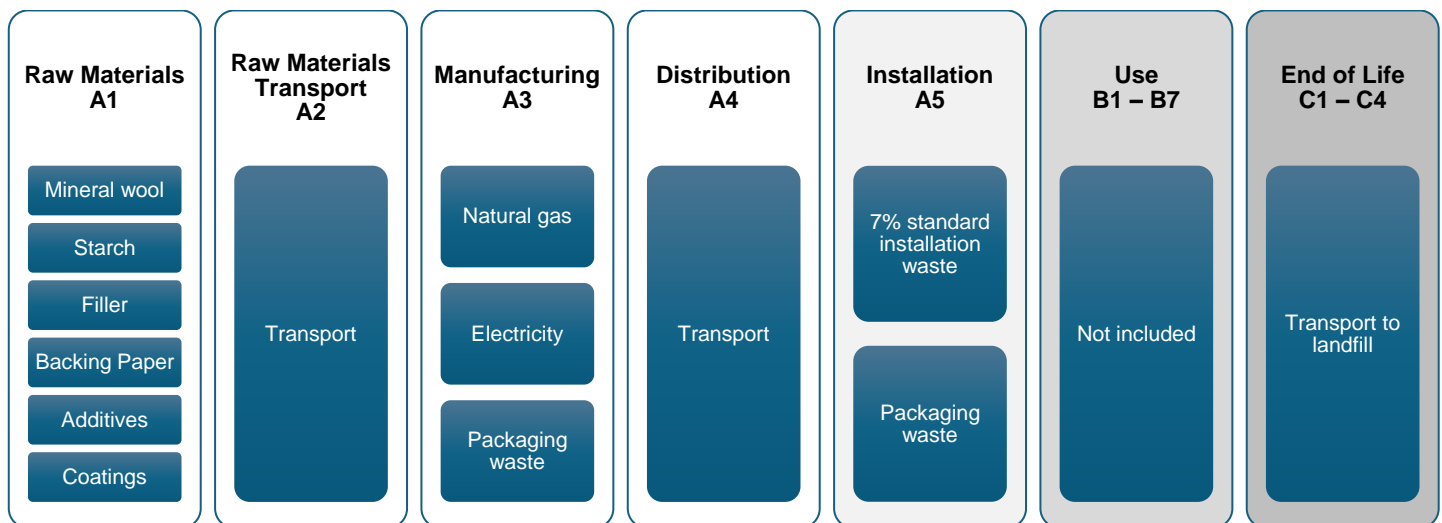 Raw Materials
A1
Mineral wool
Starch
Filler
Backing Paper
Additives
Coatings
Raw Materials
Transport
A2
Transport
Manufacturing
A3
Natural gas
Electricity
Packaging
waste
Distribution
A4
Transport
Installation
A5
7% standard
installation
waste
Packaging
waste
Use
B1 – B7
Not included
End of Life
C1 – C4
Transport to
landfill